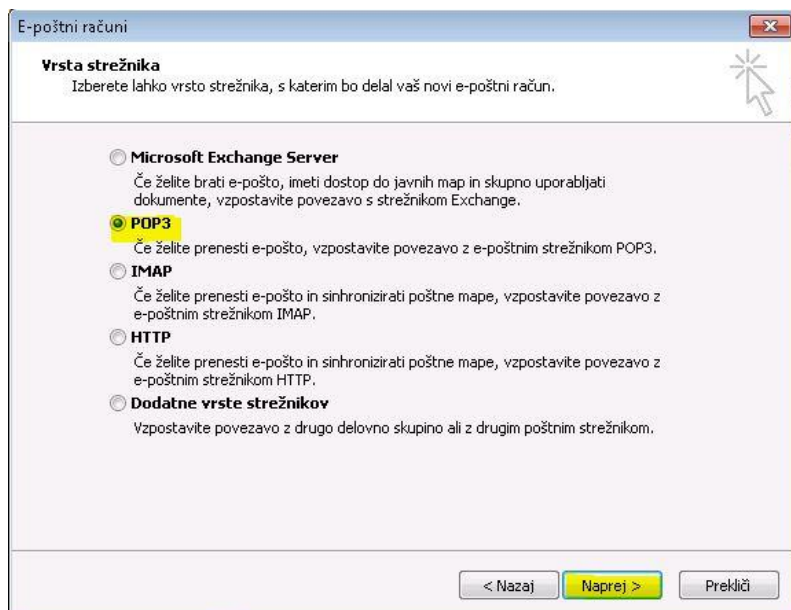 E-poštni računi
Vrsta strežnika
Izberete lahko vrsto strežnika, s katerim bo delal vaš novi e-poštni račun.
Microsoft Exchange Server
Če želite brati e-pošto, imeti dostop do javnih map in skupno uporabljati
dokumente, vzpostavite povezavo s strežnikom Exchange.
POP3
Če želite prenesti e-pošto, vzpostavite povezavo z e-poštnim strežnikom POP3.
IMAP
Če želite prenesti e-pošto in sinhronizirati poštne mape, vzpostavite povezavo z
e-poštnim strežnikom IMAP.
HTTP
Če želite prenesti e-pošto in sinhronizirati poštne mape, vzpostavite povezavo z
e-poštnim strežnikom HTTP.
Dodatne vrste strežnikov
Vzpostavite povezavo z drugo delovno skupino ali z drugim poštnim strežnikom.
< Nazaj Naprej > Prekliči